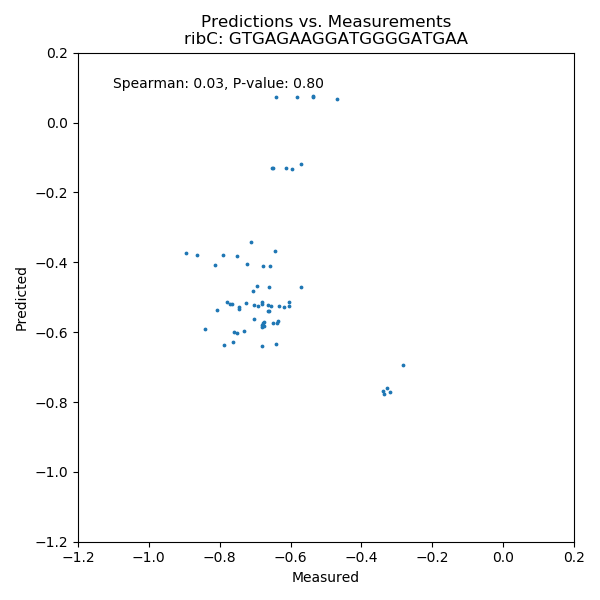 Predictions vs. Measurements
ribC: GTGAGAAGGATGGGGATGAA
Spearman: 0.03, P-value: 0.80
0.2
0.0
−0.2
−0.4
−0.6
−0.8
−1.0
−1.2
Predicted
−1.2 −1.0 −0.8 −0.6 −0.4 −0.2 0.0 0.2
Measured